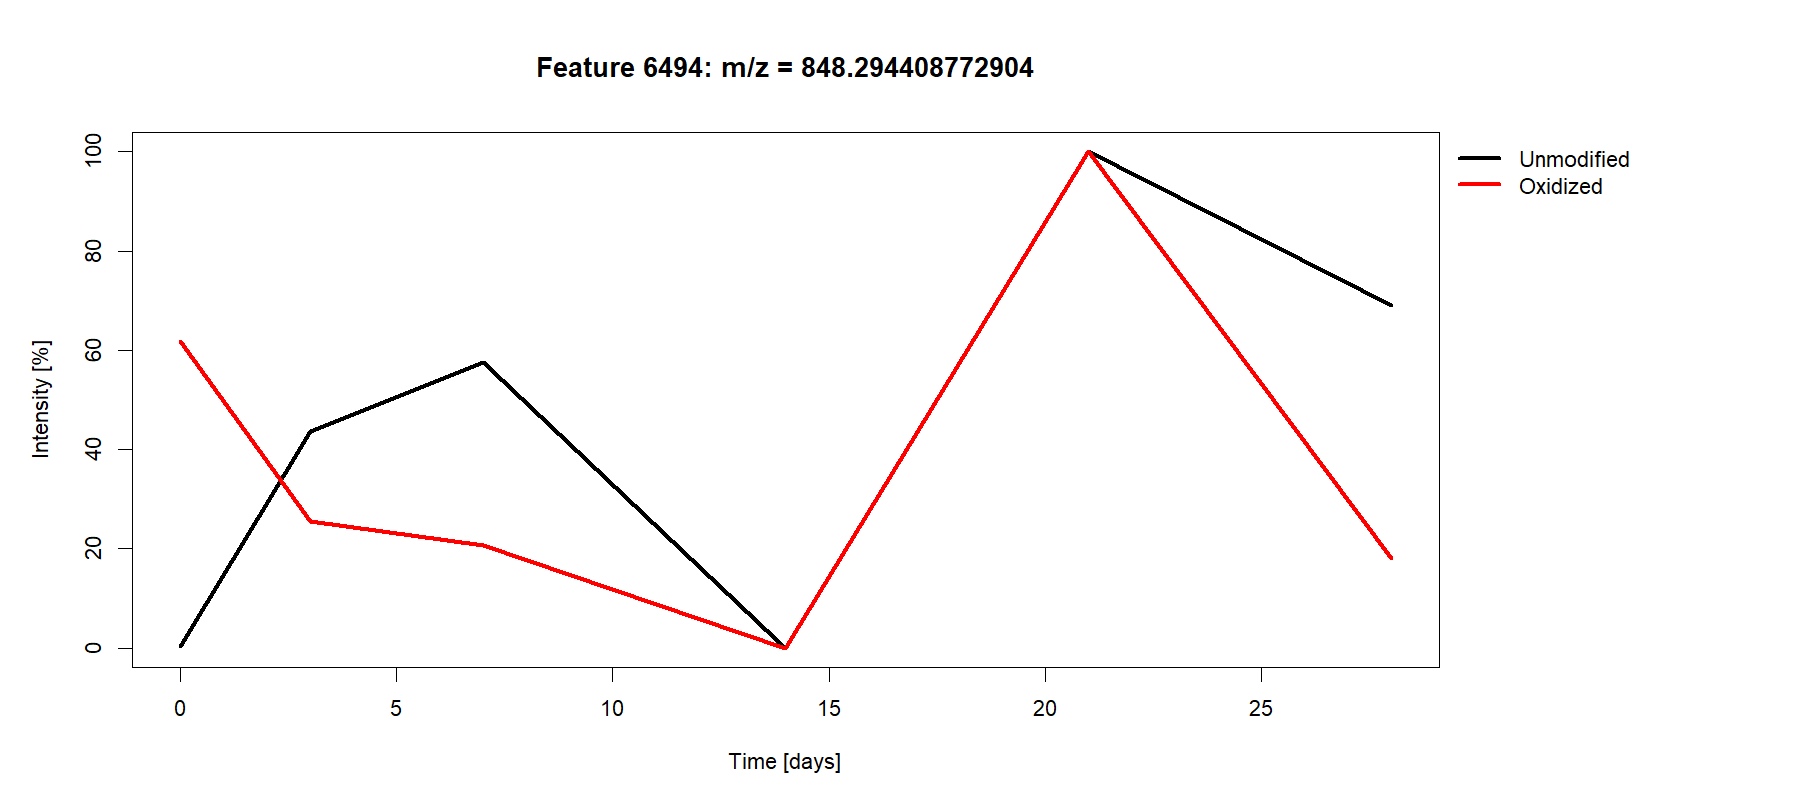 Feature 6494: m/z = 848.294408772904
Unmodified
Oxidized
Intensity [%]
100
80
60
40
20
0
0 5 10 15 20 25
Time [days]